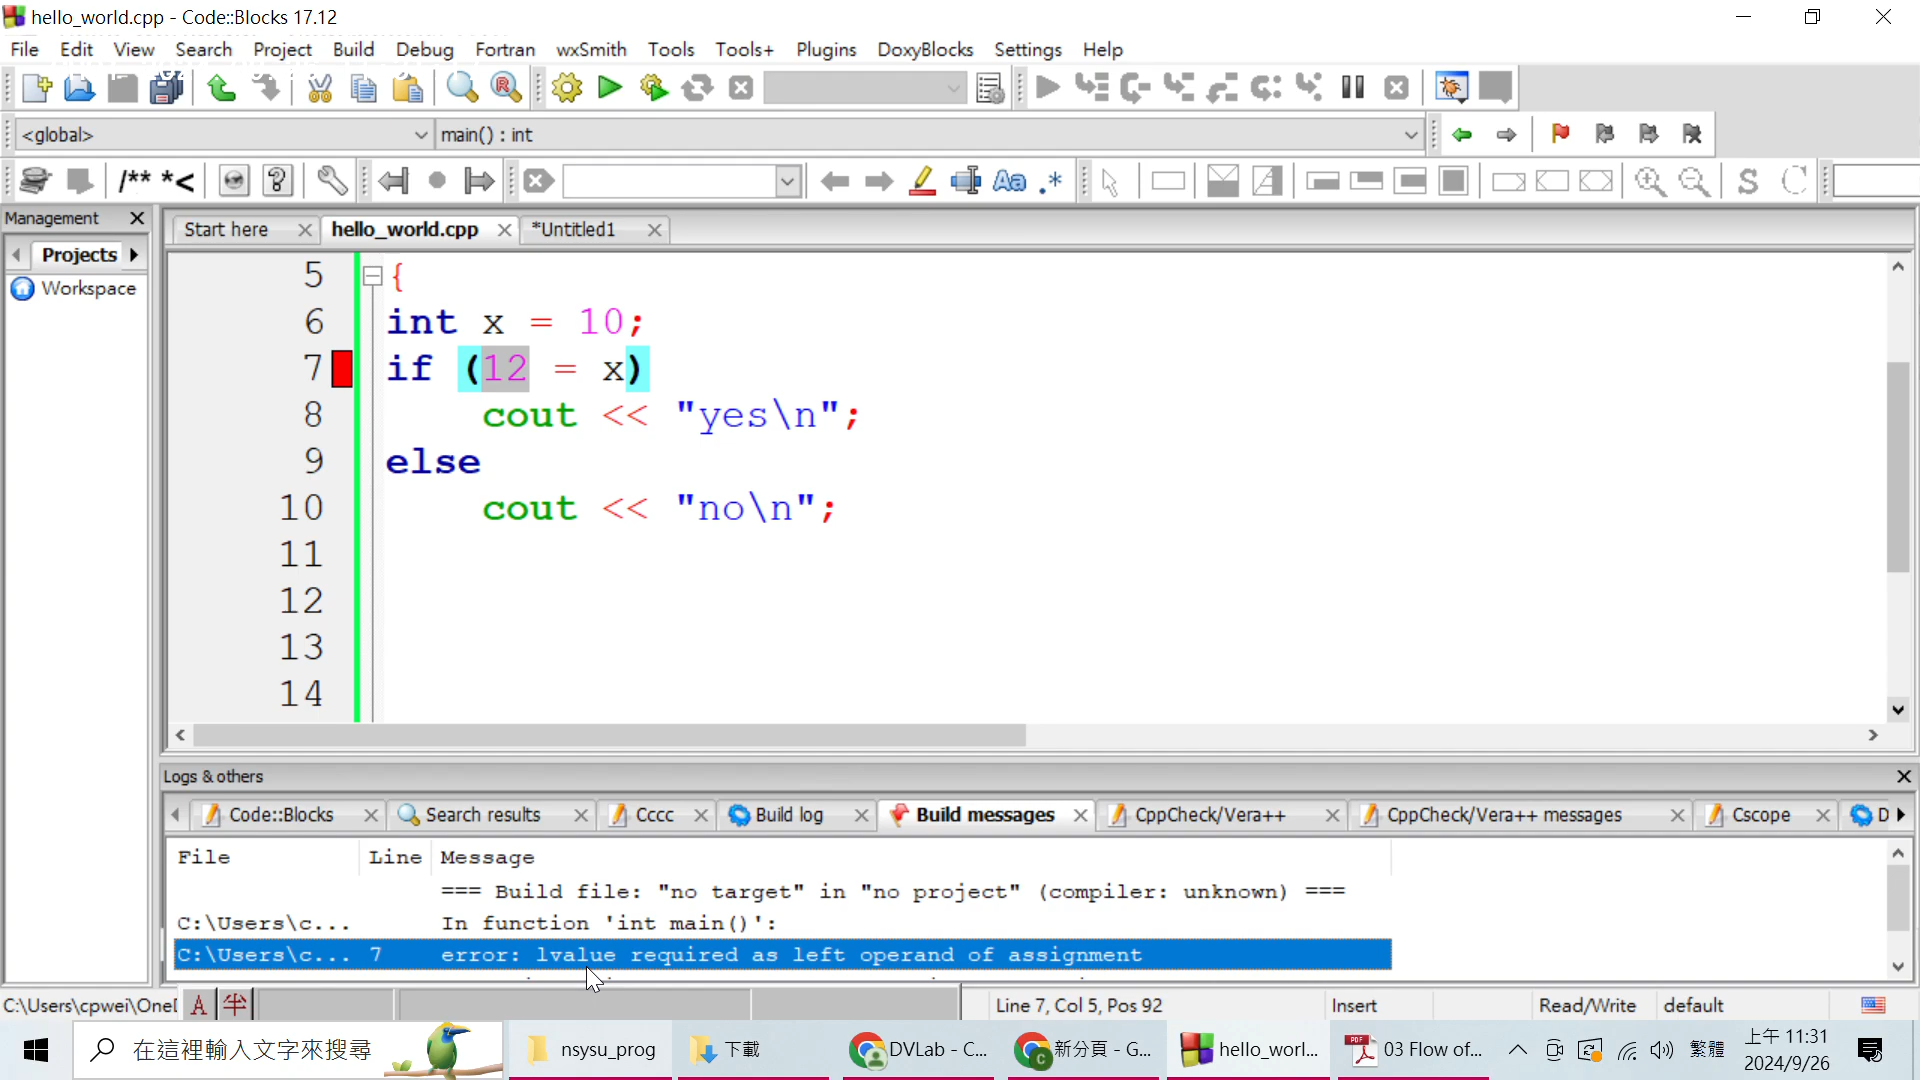 hello_world.cpp - Code::Blocks 17.12
File Edit View Search Project Build Debug Fortran wxSmith Tools Tools+ Plugins DoxyBlocks Settings Help
<global> main() : int
/** *<
Aa .* S
Management
Start here hello_world.cpp *Untitled1
Projects
Workspace
5 {
6 int x = 10;
7 if (12 = x)
8 cout << "yes\n";
9 else
10 cout << "no\n";
11
12
13
14
Logs & others
Code::Blocks Search results Cccc Build log Build messages CppCheck/Vera++ CppCheck/Vera++ messages Cscope D
File Line Message
=== Build file: "no target" in "no project" (compiler: unknown) ===
C:\Users\c... In function 'int main()':
C:\Users\c... 7 error: lvalue required as left operand of assignment
C:\Users\cpwei\OneD A 半 Line 7, Col 5, Pos 92 Insert Read/Write default
在這裡輸入文字來搜尋 nsysu_prog 下載 DVLab - C... 新分頁 - G... hello_worl... 03 Flow of... 繁體 上午 11:31
2024/9/26